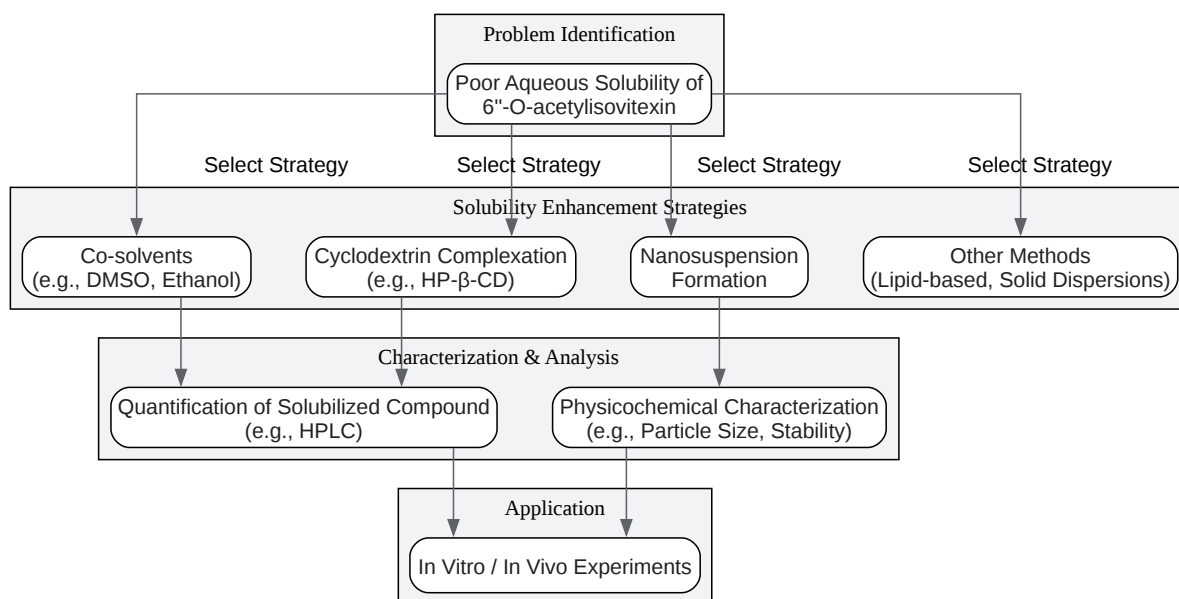 Problem Identification
Poor Aqueous Solubility of
6"-O-acetylisovitexin
Select Strategy
Select Strategy
Select Strategy
Select Strategy
Solubility Enhancement Strategies
Co-solvents
(e.g., DMSO, Ethanol)
Cyclodextrin Complexation
(e.g., HP-β-CD)
Nanosuspension
Formation
Other Methods
(Lipid-based, Solid Dispersions)
Characterization & Analysis
Quantification of Solubilized Compound
(e.g., HPLC)
Physicochemical Characterization
(e.g., Particle Size, Stability)
Application
In Vitro / In Vivo Experiments